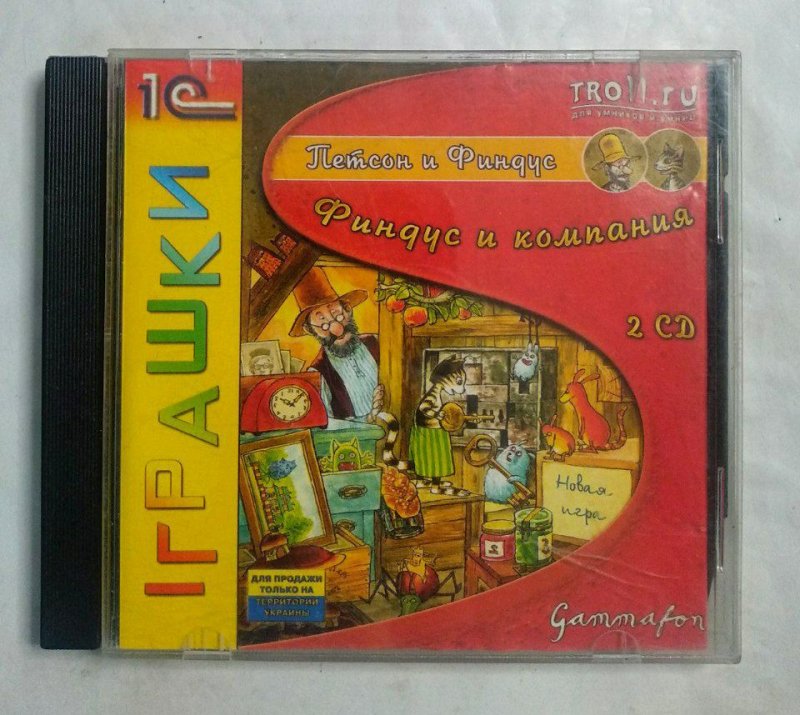 1С
ІГРАШКИ
TROLL.RU
ДЛЯ УМНИКОВ И УМНИЦ
Петсон и Финдус
Финдус и компания
2 CD
Новая
игра
ДЛЯ ПРОДАЖИ
ТОЛЬКО НА
ТЕРРИТОРИИ
УКРАИНЫ
Gammafon